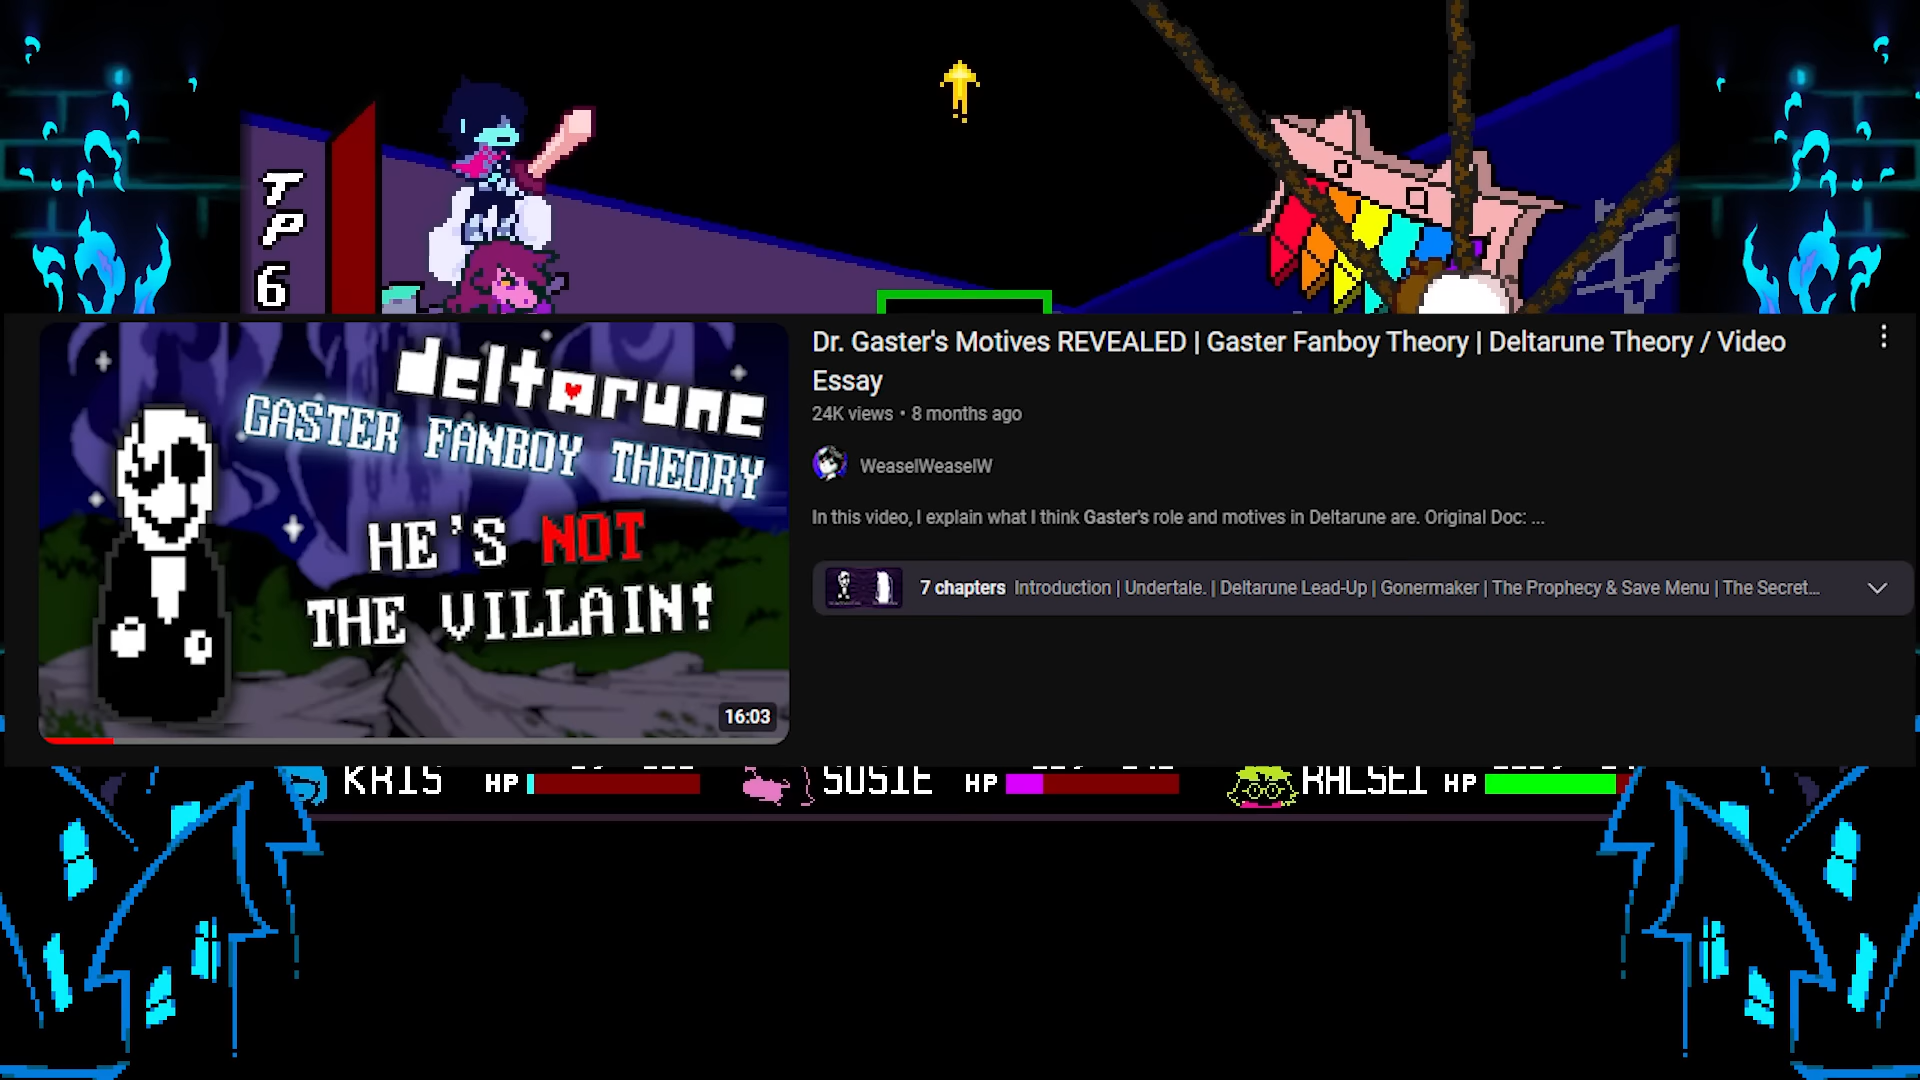 TP
6
deltarune
GASTER FANBOY THEORY
HE'S NOT
THE VILLAIN!
16:03
Dr. Gaster's Motives REVEALED | Gaster Fanboy Theory | Deltarune Theory / Video
Essay
24K views • 8 months ago
WeaselWeaselW
In this video, I explain what I think Gaster's role and motives in Deltarune are. Original Doc: ...
7 chapters Introduction | Undertale. | Deltarune Lead-Up | Gonermaker | The Prophecy & Save Menu | The Secret...
KRIS HP SUSIE HP RALSEI HP